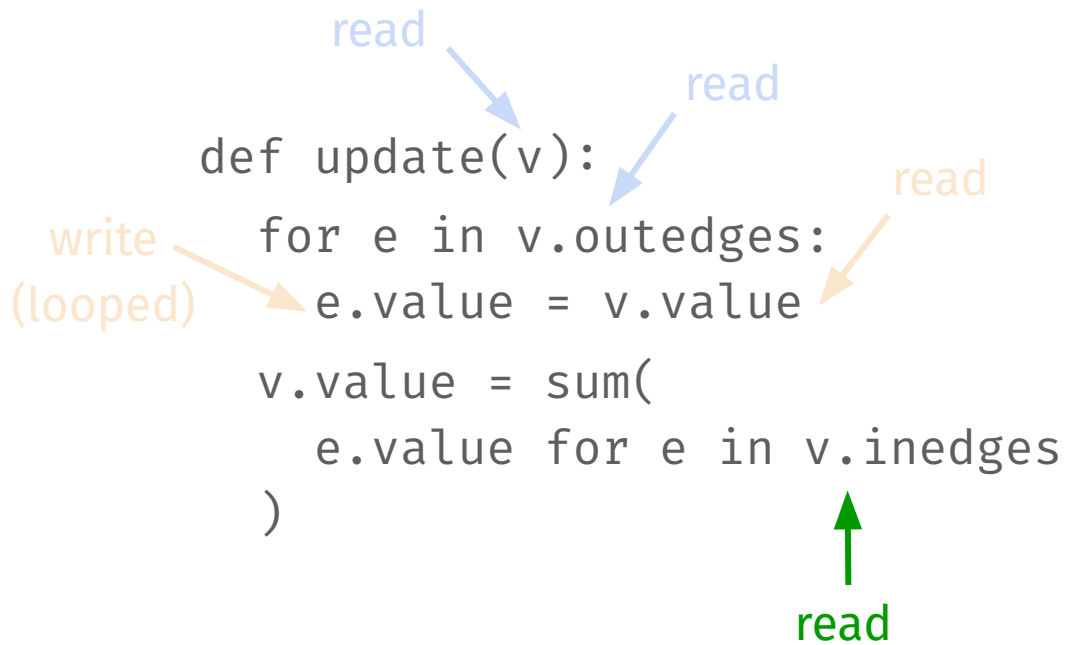 read
read
def update(v):
read
write
(looped)
for e in v.outedges:
e.value = v.value
v.value = sum(
e.value for e in v.inedges
)
read